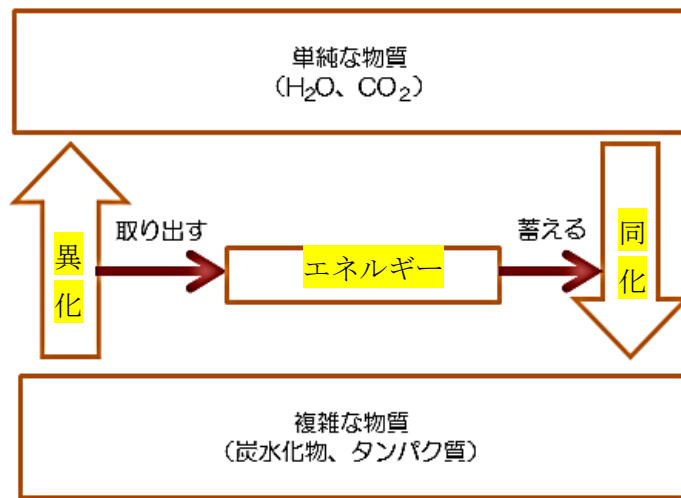 単純な物質
(H₂O、CO₂)
取り出す
蓄える
異化
エネルギー
同化
複雑な物質
(炭水化物、タンパク質)